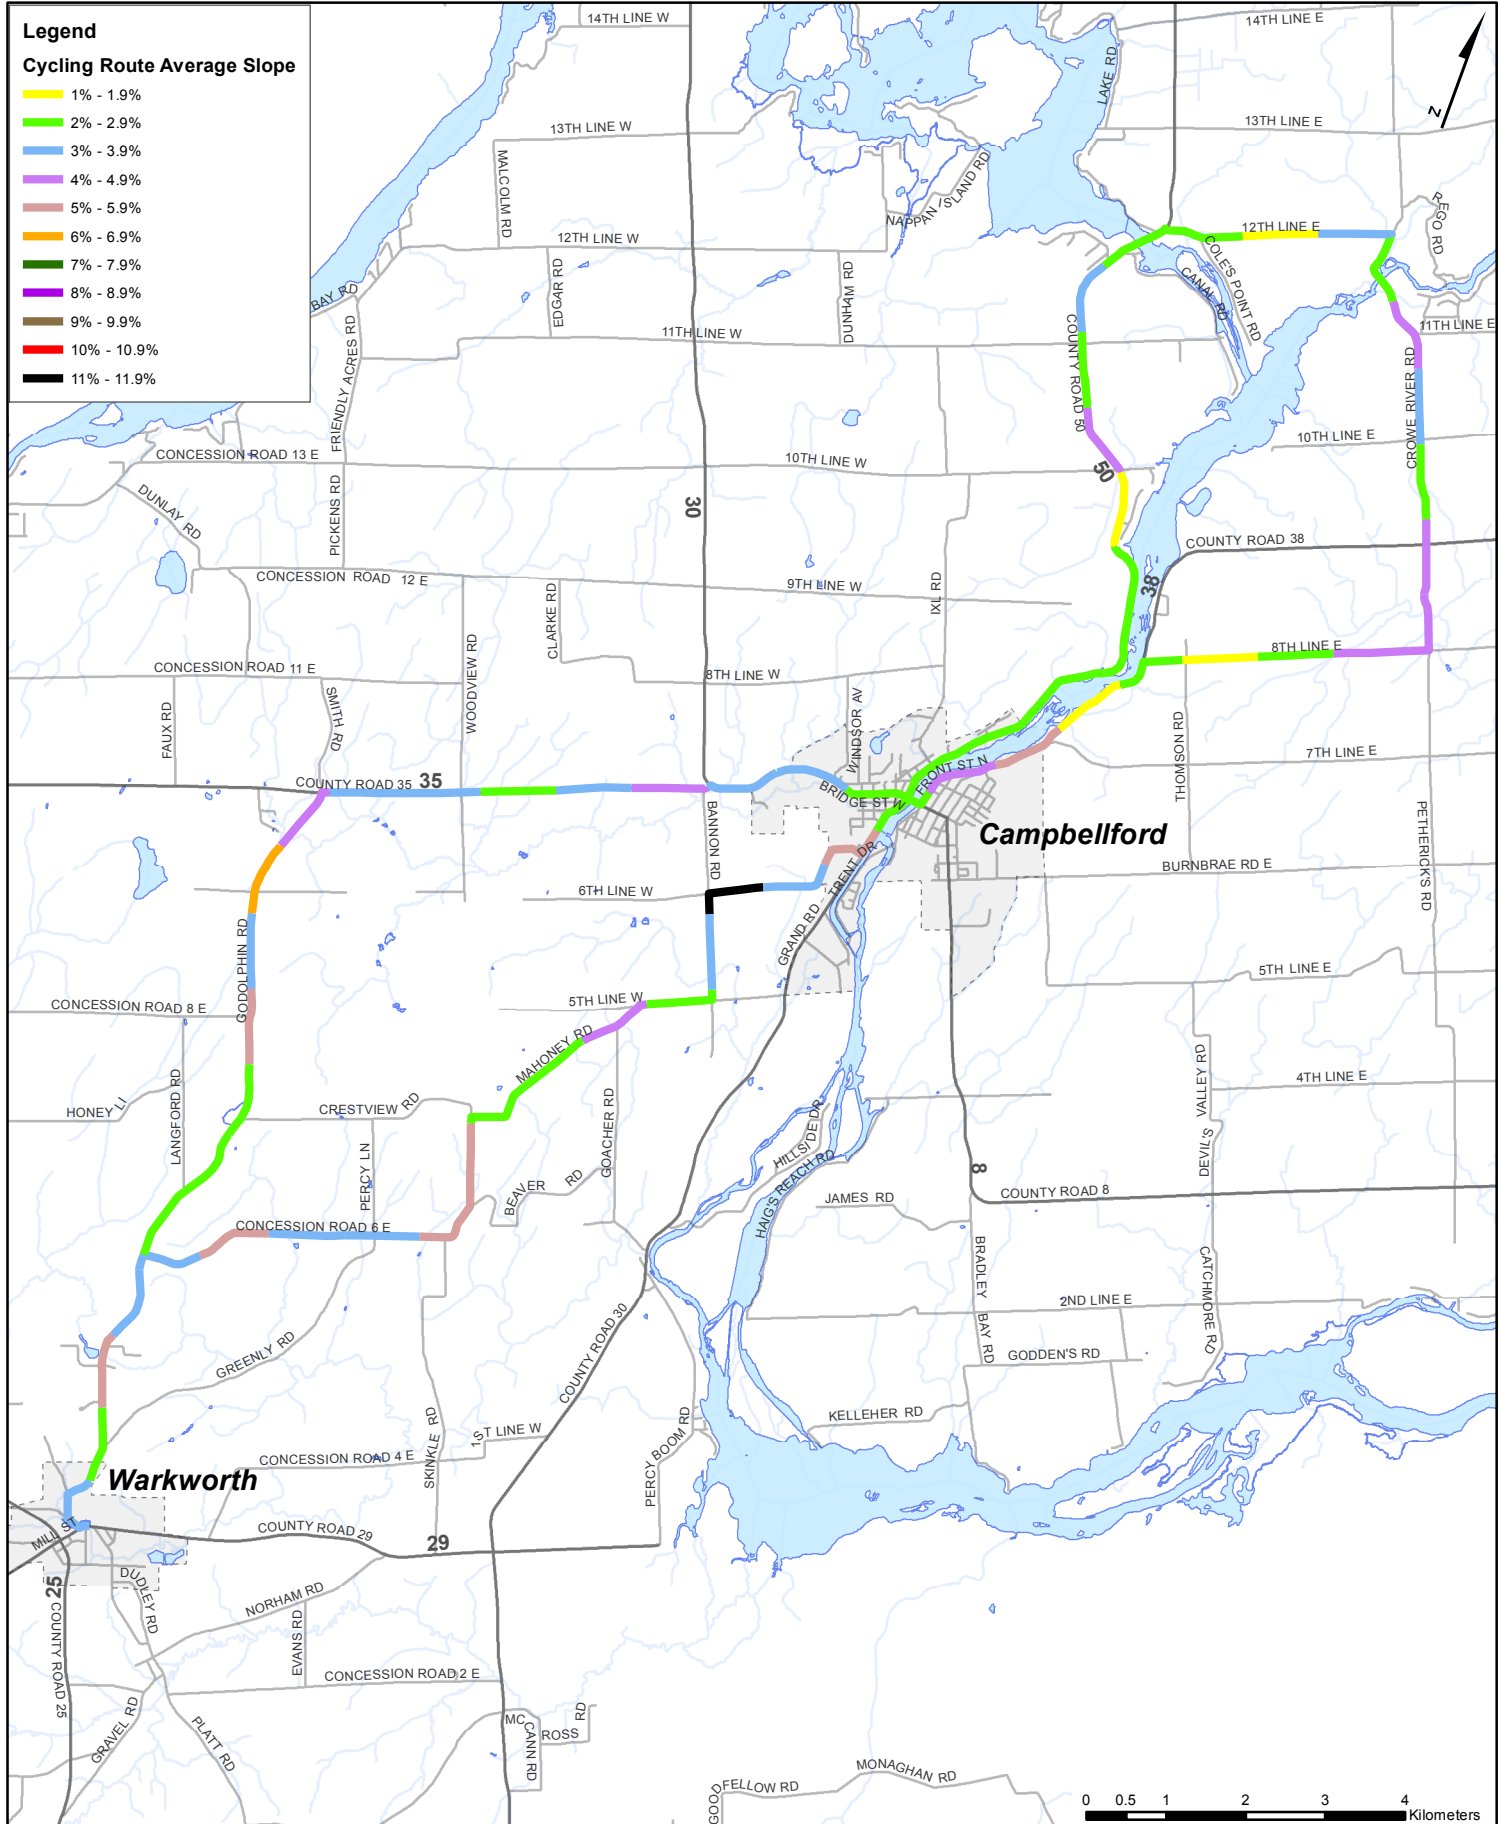 Legend
Cycling Route Average Slope
1% - 1.9%
2% - 2.9%
3% - 3.9%
4% - 4.9%
5% - 5.9%
6% - 6.9%
7% - 7.9%
8% - 8.9%
9% - 9.9%
10% - 10.9%
11% - 11.9%
14TH LINE W
14TH LINE E
LAKE RD
N
13TH LINE W
13TH LINE E
MALCOLM RD
NAPPAN ISLAND RD
REGO RD
12TH LINE W
12TH LINE E
COLE'S POINT RD
CANAL RD
EDGAR RD
DUNHAM RD
BAY RD
FRIENDLY ACRES RD
11TH LINE W
11TH LINE E
COUNTY ROAD 50
CROWE RIVER RD
10TH LINE E
CONCESSION ROAD 13 E
10TH LINE W
50
DUNLAY RD
PICKENS RD
30
COUNTY ROAD 38
38
CONCESSION ROAD 12 E
9TH LINE W
IXL RD
CLARKE RD
WOODVIEW RD
8TH LINE E
CONCESSION ROAD 11 E
8TH LINE W
FAUX RD
SMITH RD
WINDSOR AV
THOMSON RD
7TH LINE E
COUNTY ROAD 35
35
FRONT ST N
BRIDGE ST W
BANNON RD
Campbellford
PETHERICK'S RD
BURNBRAE RD E
TRENT DR
6TH LINE W
GRAND RD
GODOLPHIN RD
5TH LINE E
CONCESSION ROAD 8 E
5TH LINE W
MAHONEY RD
LANGFORD RD
VALLEY RD
4TH LINE E
HONEY LI
CRESTVIEW RD
GOACHER RD
HILLSIDE DR
DEVIL'S
PERCY LN
HAIG'S REACH RD
BEAVER RD
8
JAMES RD
COUNTY ROAD 8
CONCESSION ROAD 6 E
BRADLEY BAY RD
CATCHMORE RD
2ND LINE E
GREENLY RD
COUNTY ROAD 30
GODDEN'S RD
KELLEHER RD
SKINKLE RD
1ST LINE W
PERCY BOOM RD
CONCESSION ROAD 4 E
Warkworth
MILL ST
COUNTY ROAD 29
29
25
DUDLEY RD
NORHAM RD
COUNTY ROAD 25
EVANS RD
CONCESSION ROAD 2 E
GRAVEL RD
PLATT RD
MCCANN RD
ROSS RD
GOODFELLOW RD
MONAGHAN RD
0 0.5 1 2 3 4
Kilometers